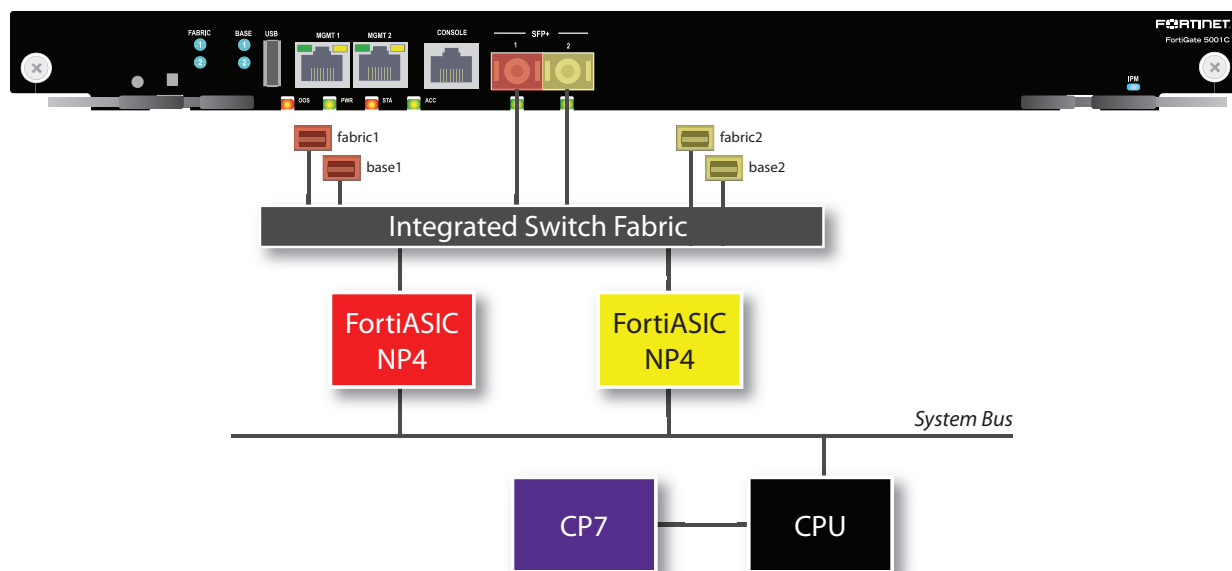 FABRIC
BASE
USB
MGMT 1
MGMT 2
CONSOLE
SFP+
1
2
1
2
1
2
FORTINET
FortiGate 5001C
IPM
OOS
PWR
STA
ACC
fabric1
base1
fabric2
base2
Integrated Switch Fabric
FortiASIC
NP4
FortiASIC
NP4
System Bus
CP7
CPU